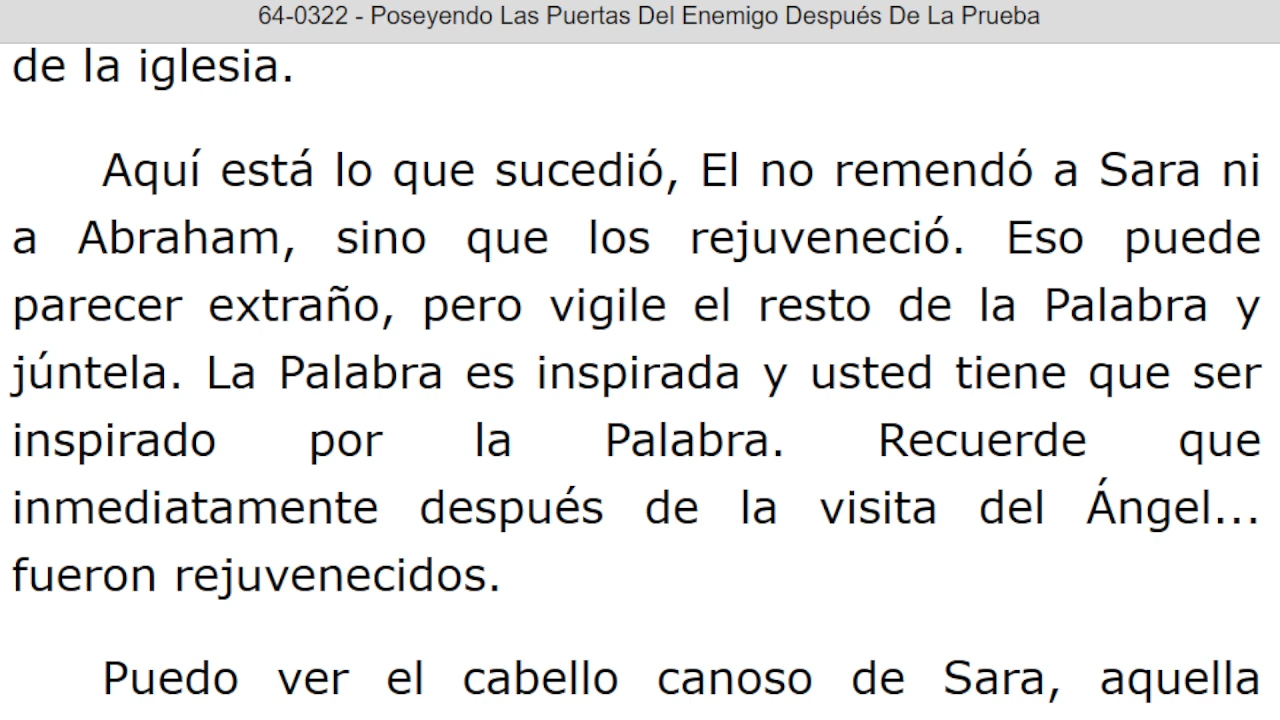 64-0322 - Poseyendo Las Puertas Del Enemigo Después De La Prueba
de la iglesia.
Aquí está lo que sucedió, El no remendó a Sara ni
a Abraham, sino que los rejuveneció. Eso puede
parecer extraño, pero vigile el resto de la Palabra y
júntela. La Palabra es inspirada y usted tiene que ser
inspirado por la Palabra. Recuerde que
inmediatamente después de la visita del Ángel...
fueron rejuvenecidos.
Puedo ver el cabello canoso de Sara, aquella